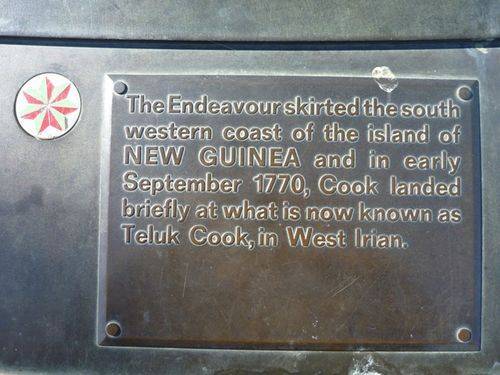 The Endeavour skirted the south
western coast of the island of
NEW GUINEA and in early
September 1770, Cook landed
briefly at what is now known as
Teluk Cook, in West Irian.